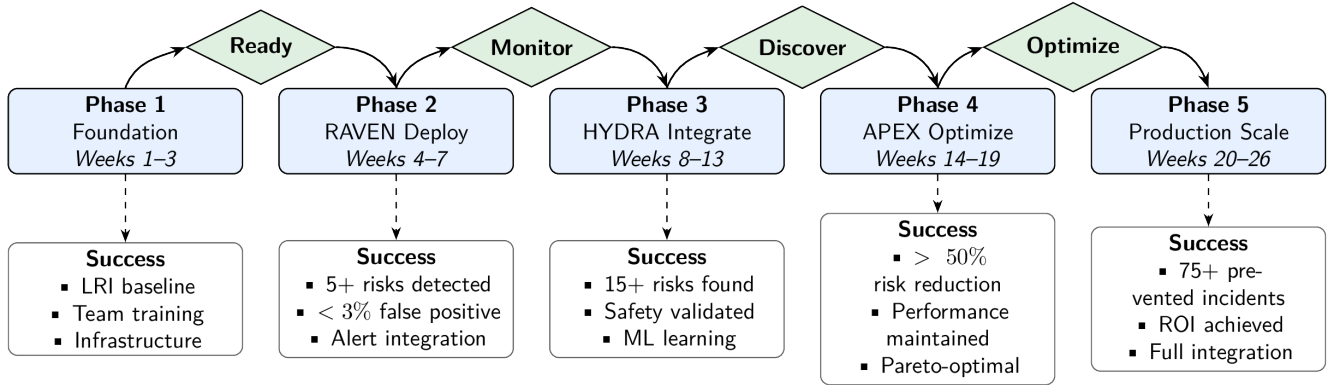 Ready
Monitor
Discover
Optimize
Phase 1
Foundation
Weeks 1–3
Phase 2
RAVEN Deploy
Weeks 4–7
Phase 3
HYDRA Integrate
Weeks 8–13
Phase 4
APEX Optimize
Weeks 14–19
Phase 5
Production Scale
Weeks 20–26
Success
▪ LRI baseline
▪ Team training
▪ Infrastructure
Success
▪ 5+ risks detected
▪ < 3% false positive
▪ Alert integration
Success
▪ 15+ risks found
▪ Safety validated
▪ ML learning
Success
▪ > 50%
risk reduction
▪ Performance
maintained
▪ Pareto-optimal
Success
▪ 75+ pre-
vented incidents
▪ ROI achieved
▪ Full integration